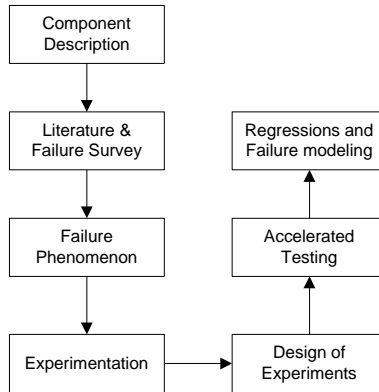 Component
Description
Literature &
Failure Survey
Failure
Phenomenon
Experimentation
Design of
Experiments
Accelerated
Testing
Regressions and
Failure modeling